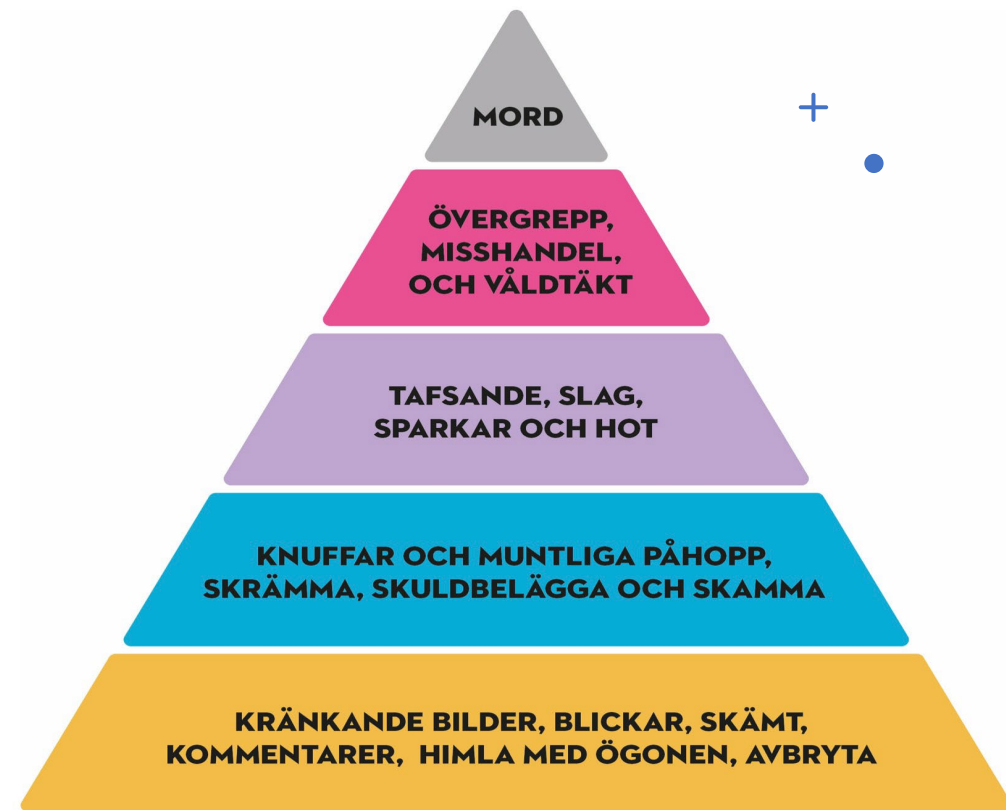 MORD
ÖVERGREPP,
MISSHANDEL,
OCH VÅLDTÄKT
TAFSANDE, SLAG,
SPARKAR OCH HOT
KNUFFAR OCH MUNTLIGA PÅHOPP,
SKRÄMMA, SKULDBELÄGGA OCH SKAMMA
KRÄNKANDE BILDER, BLICKAR, SKÄMT,
KOMMENTARER, HIMLA MED ÖGONEN, AVBRYTA